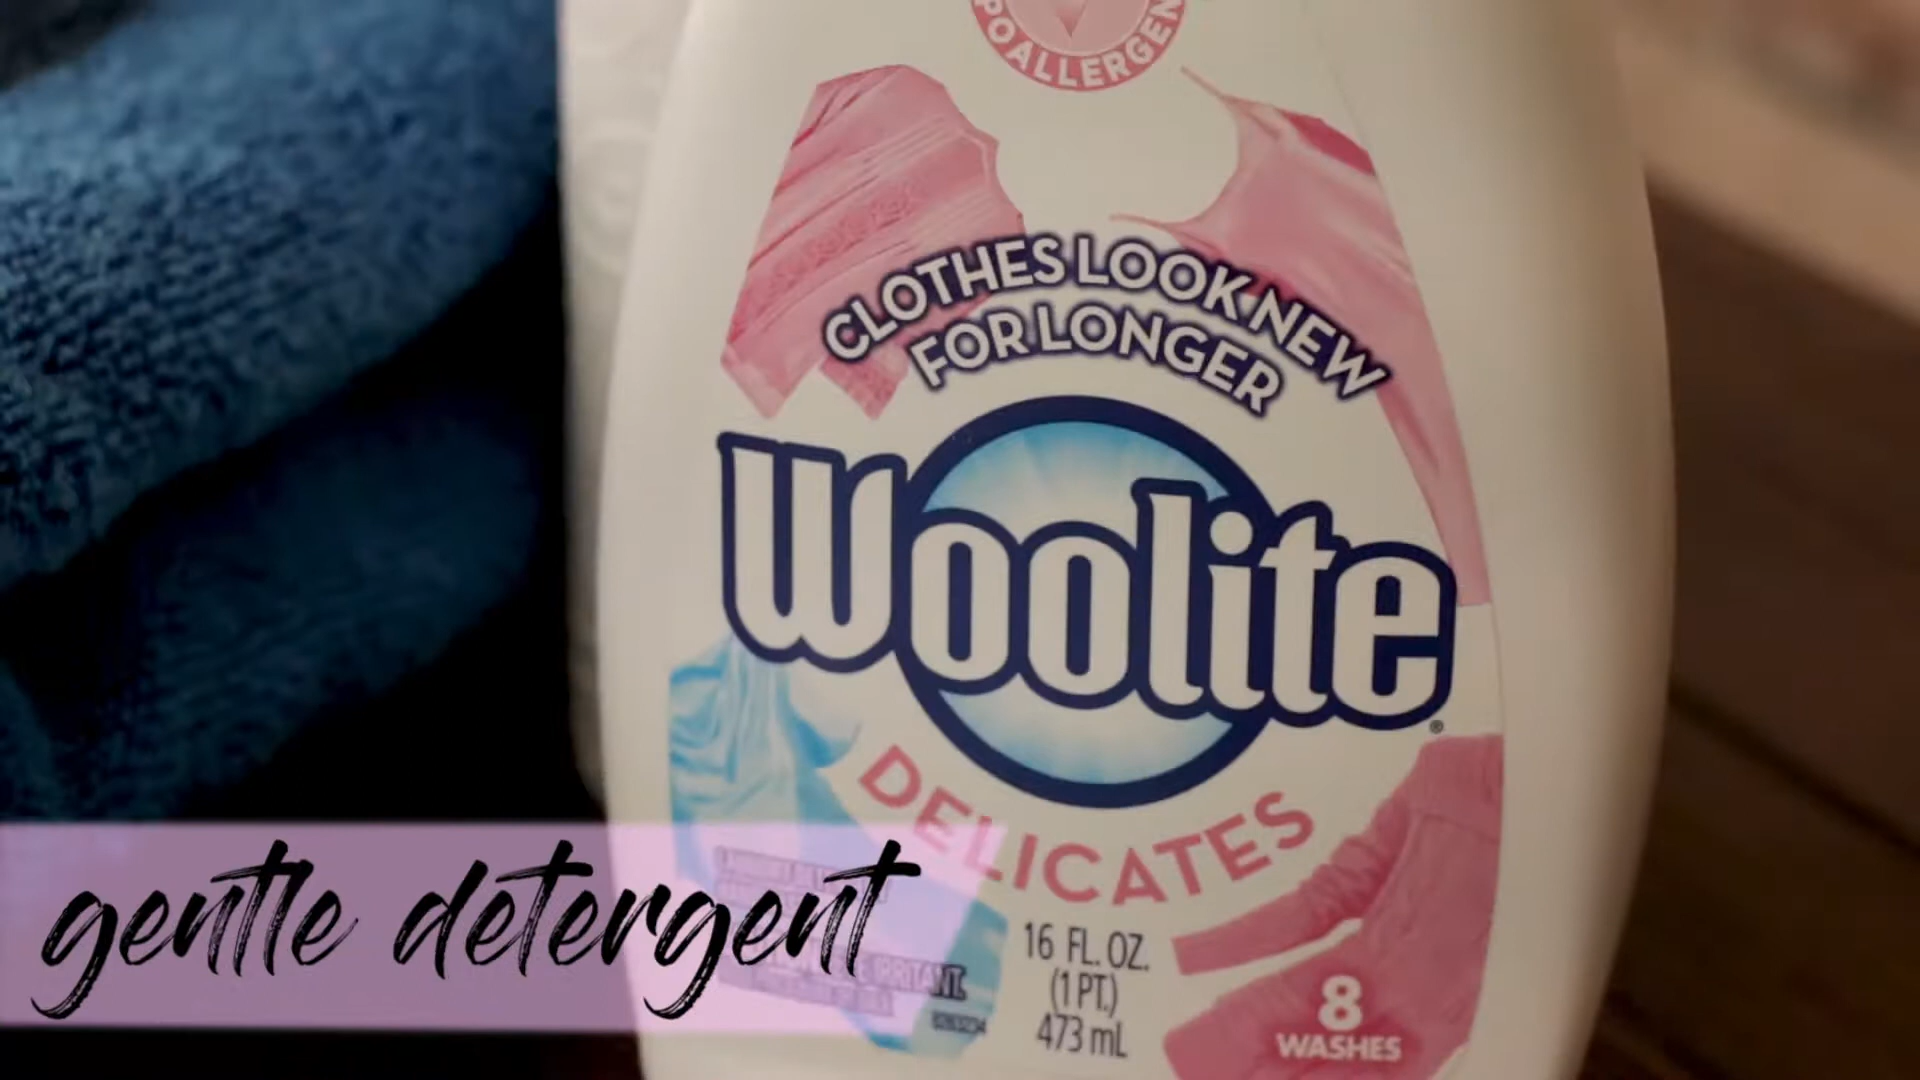 POALLERGEN
CLOTHES LOOK NEW
FOR LONGER
Woolite®
DELICATES
gentle detergent
16 FL. OZ.
(1 PT.)
473 mL
8
WASHES